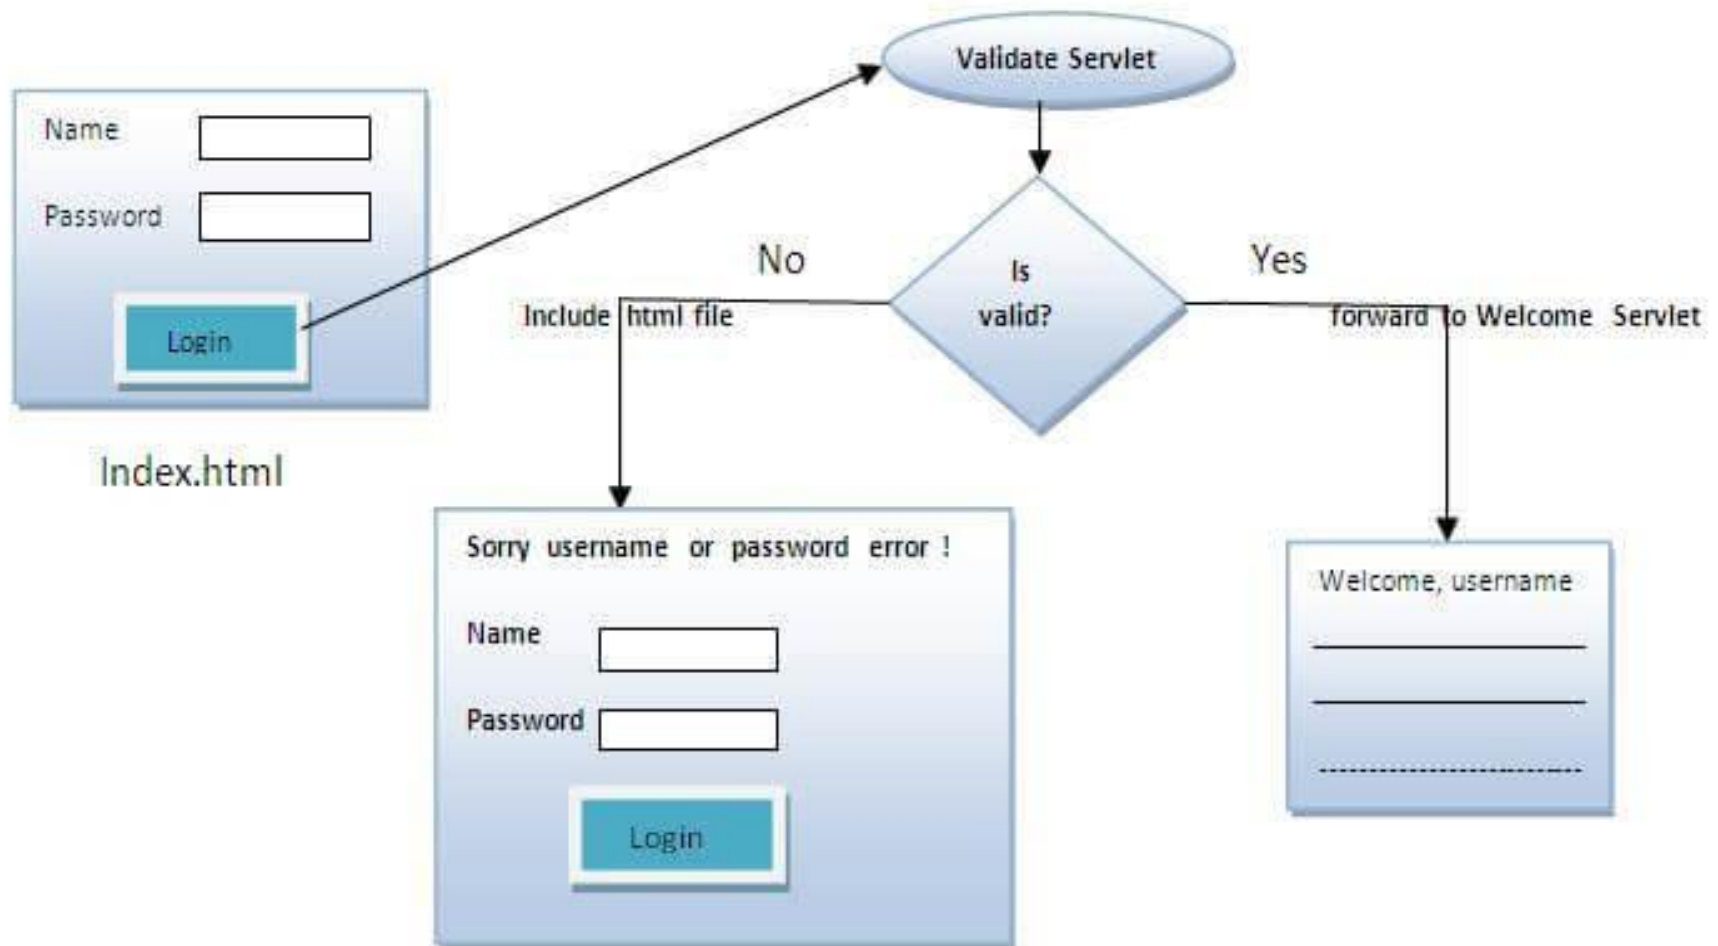 Validate Servlet
Name
Password
Login
Index.html
Is
valid?
No
Include html file
Yes
forward to Welcome Servlet
Sorry username or password error !
Name
Password
Login
Welcome, username